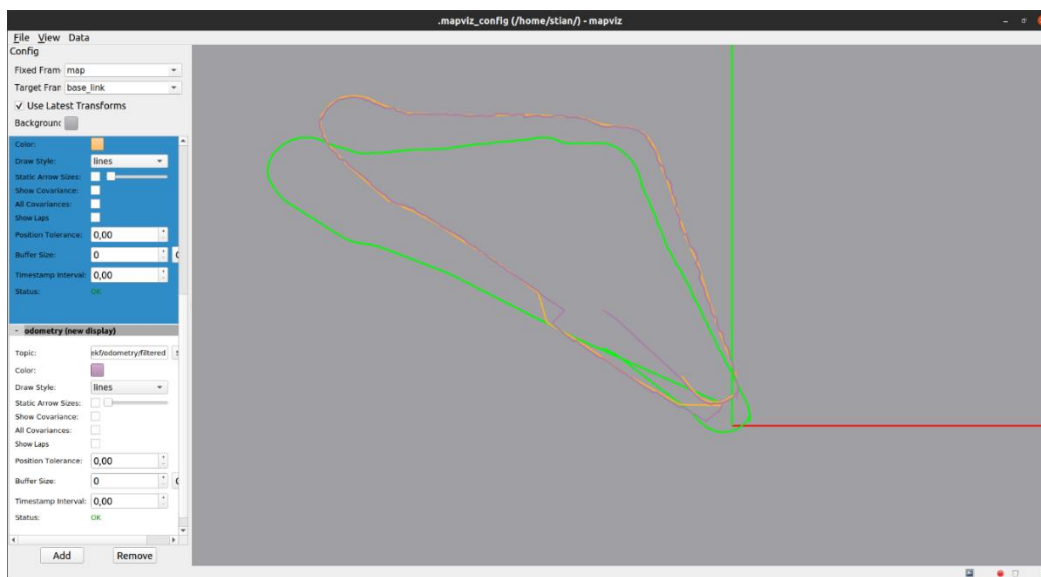 .mapviz_config (/home/stian/) - mapviz
File View Data
Config
Fixed Fram map
Target Frar base_link
Use Latest Transforms
Background
Color:
Draw Style: lines
Static Arrow Sizes:
Show Covariance:
All Covariances:
Show Laps
Position Tolerance: 0,00
Buffer Size: 0
Timestamp Interval: 0,00
Status: OK
- odometry (new display)
Topic: ekf/odometry/filtered S
Color:
Draw Style: lines
Static Arrow Sizes:
Show Covariance:
All Covariances:
Show Laps
Position Tolerance: 0,00
Buffer Size: 0
Timestamp Interval: 0,00
Status: OK
Add Remove